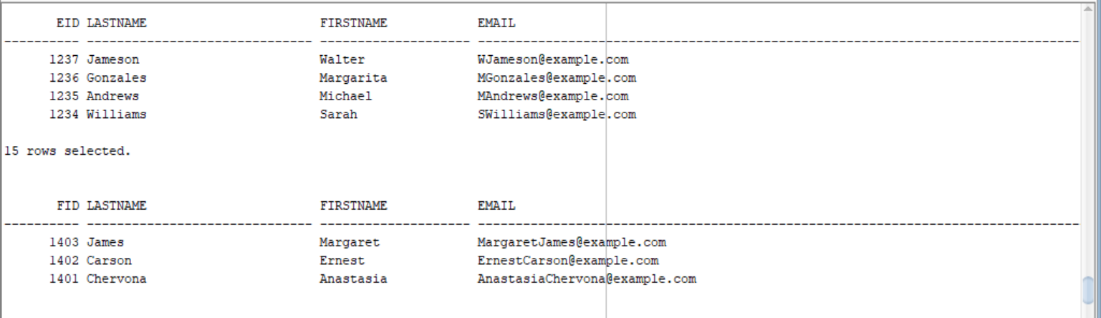 EID LASTNAME FIRSTNAME EMAIL
---------- ------------------------------ -------------------- --------------------------------------------------------------------------------
1237 Jameson Walter WJameson@example.com
1236 Gonzales Margarita MGonzales@example.com
1235 Andrews Michael MAndrews@example.com
1234 Williams Sarah SWilliams@example.com
15 rows selected.
FID LASTNAME FIRSTNAME EMAIL
---------- ------------------------------ -------------------- --------------------------------------------------------------------------------
1403 James Margaret MargaretJames@example.com
1402 Carson Ernest ErnestCarson@example.com
1401 Chervona Anastasia AnastasiaChervona@example.com